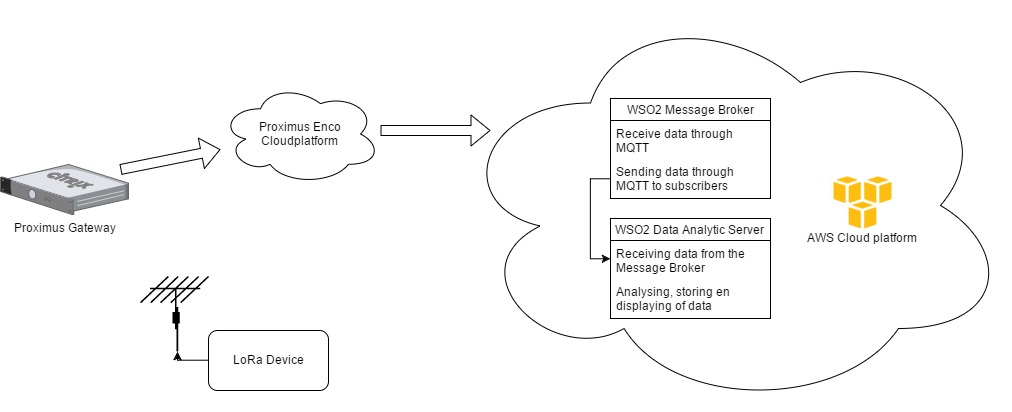 Proximus Enco
Cloudplatform
CITRIX
Proximus Gateway
LoRa Device
WSO2 Message Broker
Receive data through
MQTT
Sending data through
MQTT to subscribers
WSO2 Data Analytic Server
Receiving data from the
Message Broker
Analysing, storing en
displaying of data
AWS Cloud platform